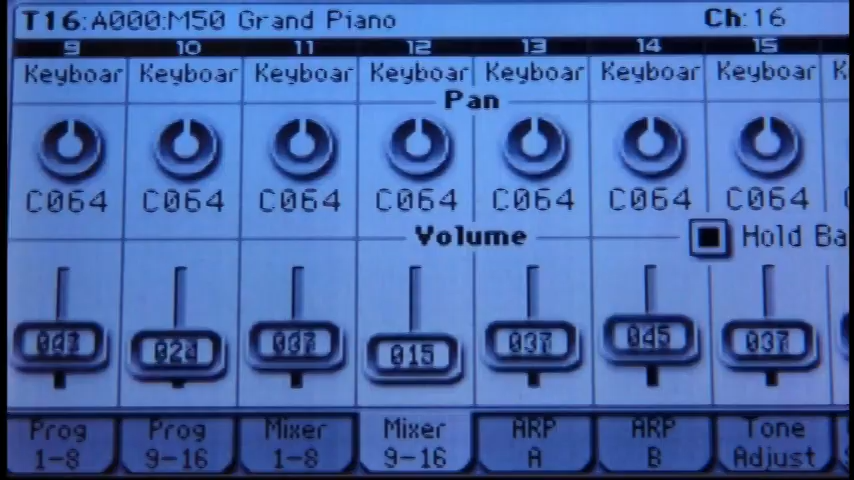 T16:A000:M50 Grand Piano Ch:16
9 10 11 12 13 14 15
Keyboar Keyboar Keyboar Keyboar Keyboar Keyboar Keyboar K
Pan
C064 C064 C064 C064 C064 C064 C064
Volume Hold Ba
037 015 037 045 037
Prog Prog Mixer Mixer ARP ARP Tone
1-8 9-16 1-8 9-16 A B Adjust